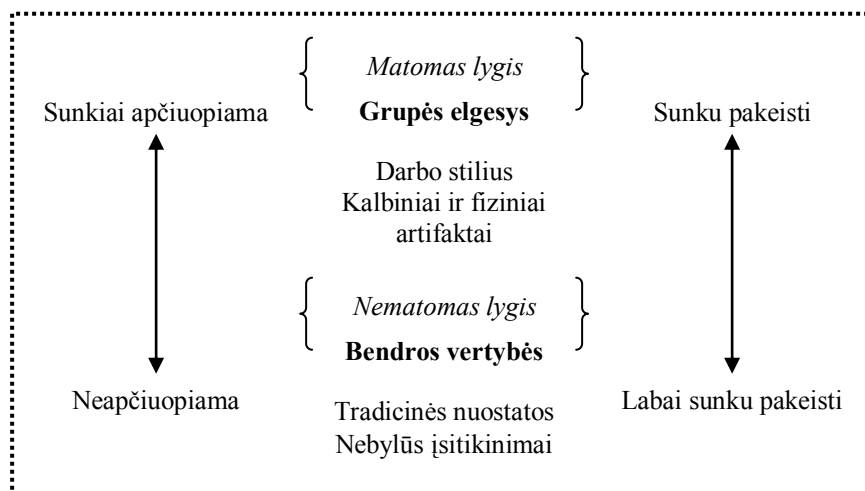 Matomas lygis
Sunkiai apčiuopiama
Grupės elgesys
Sunku pakeisti
Darbo stilius
Kalbiniai ir fiziniai
artifaktai
Nematomas lygis
Bendros vertybės
Neapčiuopiama
Labai sunku pakeisti
Tradicinės nuostatos
Nebylūs įsitikinimai